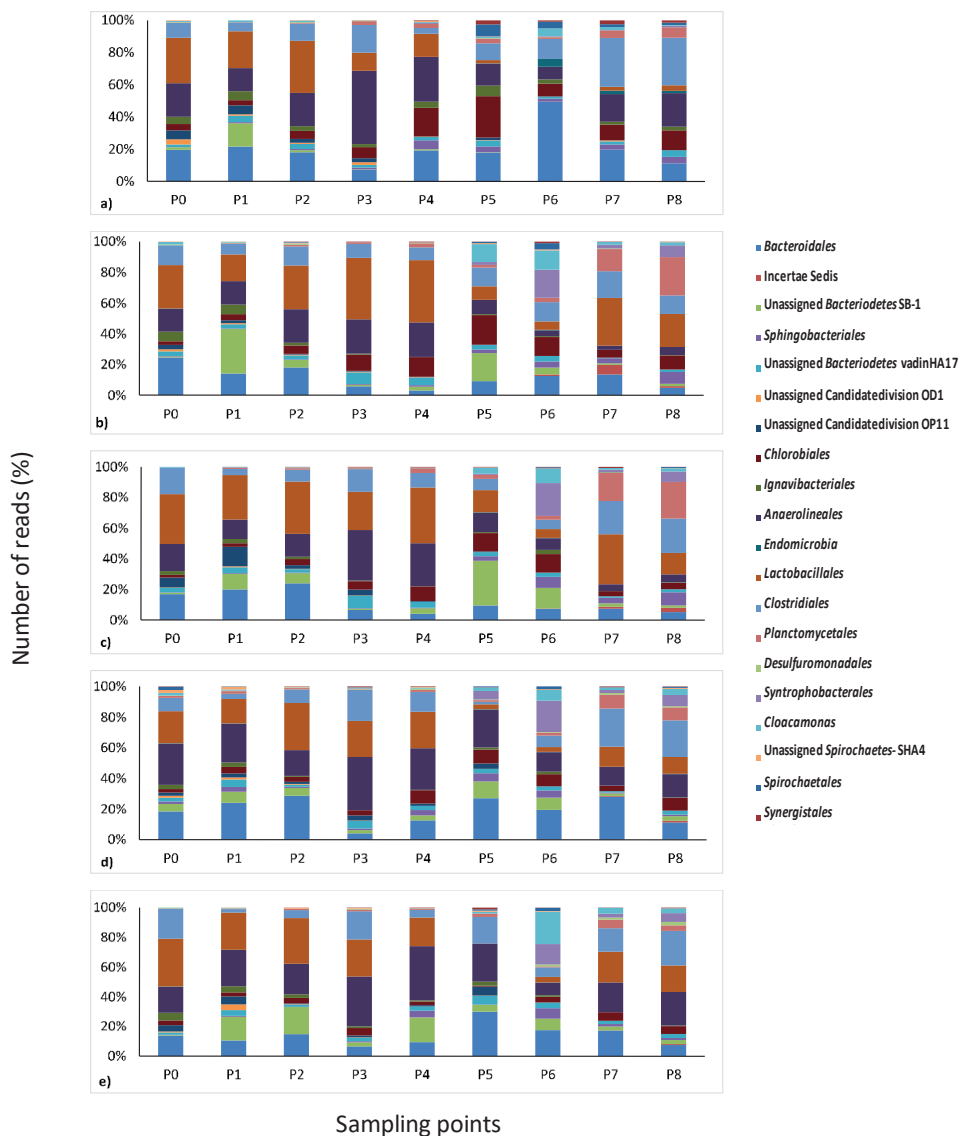 Number of reads (%)
100%
80%
60%
40%
20%
0%
P0 P1 P2 P3 P4 P5 P6 P7 P8
a)
100%
80%
60%
40%
20%
0%
P0 P1 P2 P3 P4 P5 P6 P7 P8
b)
100%
80%
60%
40%
20%
0%
P0 P1 P2 P3 P4 P5 P6 P7 P8
c)
100%
80%
60%
40%
20%
0%
P0 P1 P2 P3 P4 P5 P6 P7 P8
d)
100%
80%
60%
40%
20%
0%
P0 P1 P2 P3 P4 P5 P6 P7 P8
e)
Sampling points
Bacteroidales
Incertae Sedis
Unassigned Bacteriodetes SB-1
Sphingobacteriales
Unassigned Bacteriodetes vadinHA17
Unassigned Candidatedivision OD1
Unassigned Candidatedivision OP11
Chlorobiales
Ignavibacteriales
Anaerolineales
Endomicrobia
Lactobacillales
Clostridiales
Planctomycetales
Desulfuromonadales
Syntrophobacterales
Cloacamonas
Unassigned Spirochaetes- SHA4
Spirochaetales
Synergistales